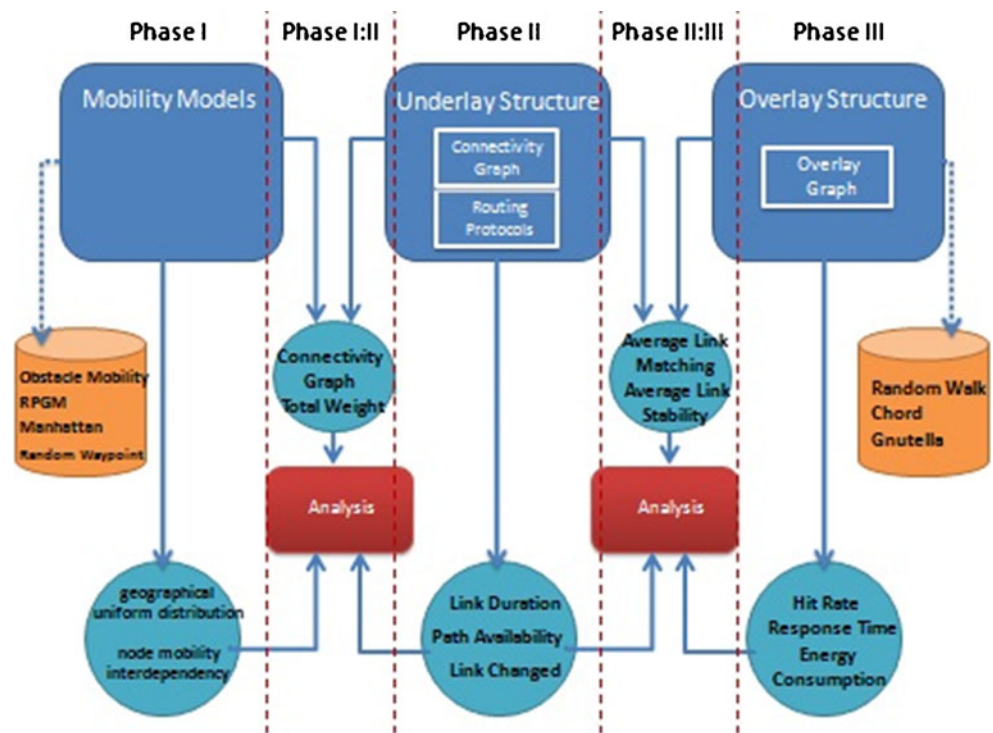 Phase I
Phase I:II
Phase II
Phase II:III
Phase III
Mobility Models
Underlay Structure
Overlay Structure
Connectivity
Graph
Routing
Protocols
Overlay
Graph
Obstacle Mobility
RPGM
Manhattan
Random Waypoint
Connectivity
Graph
Total Weight
Average Link
Matching
Average Link
Stability
Random Walk
Chord
Gnutella
Analysis
Analysis
geographical
uniform distribution
node mobility
interdependency
Link Duration
Path Availability
Link Changed
Hit Rate
Response Time
Energy
Consumption